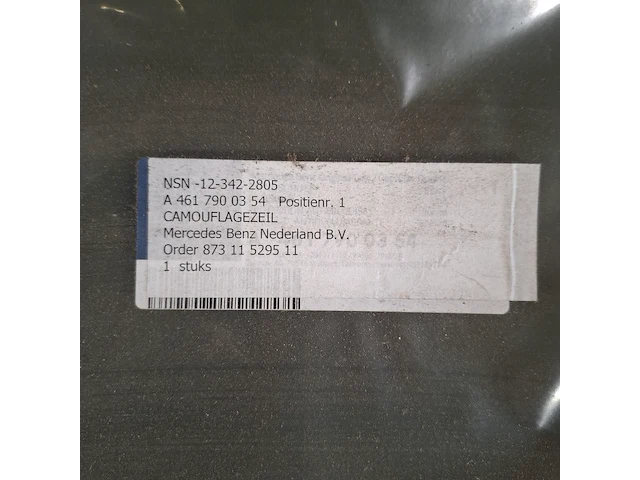 NSN -12-342-2805
A 461 790 03 54 Positienr. 1
CAMOUFLAGEZEIL
Mercedes Benz Nederland B.V.
Order 873 11 5295 11
1 stuks